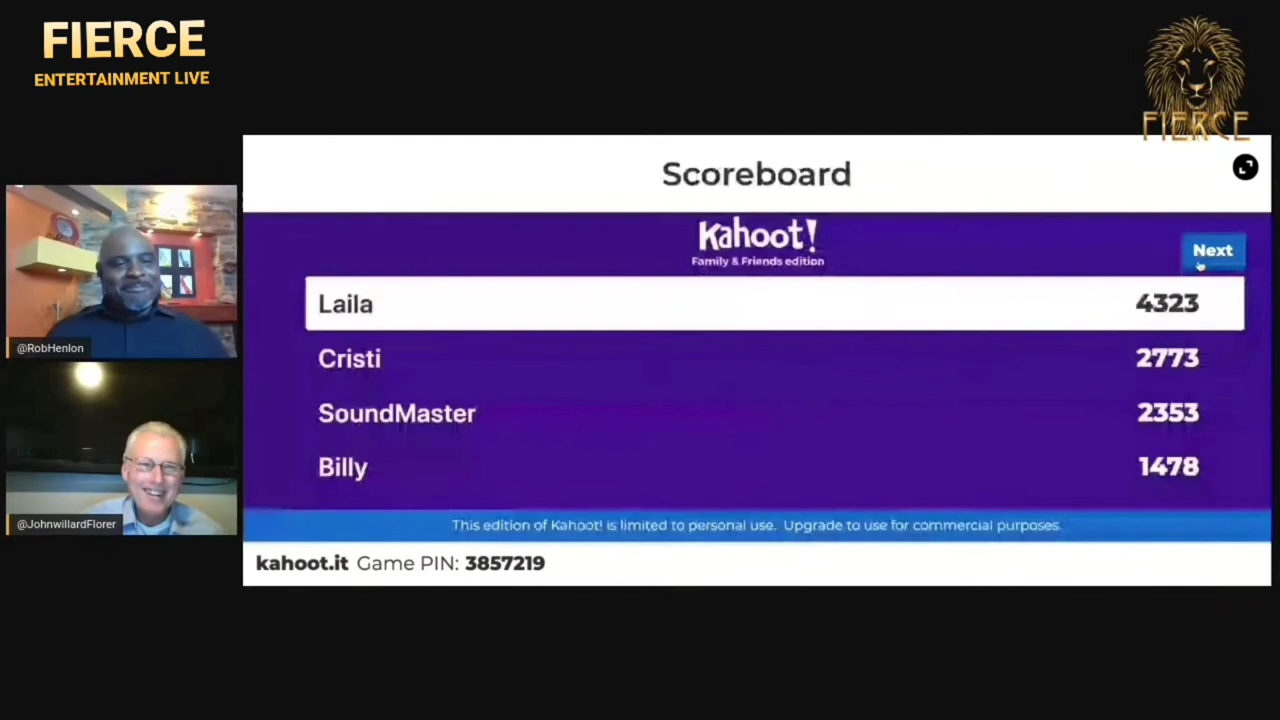 FIERCE
ENTERTAINMENT LIVE
FIERCE
Scoreboard
Kahoot!
Family & Friends edition
Next
Laila 4323
Cristi 2773
SoundMaster 2353
Billy 1478
This edition of Kahoot! is limited to personal use. Upgrade to use for commercial purposes.
kahoot.it Game PIN: 3857219
@RobHenlon
@JohnwillardFlorer